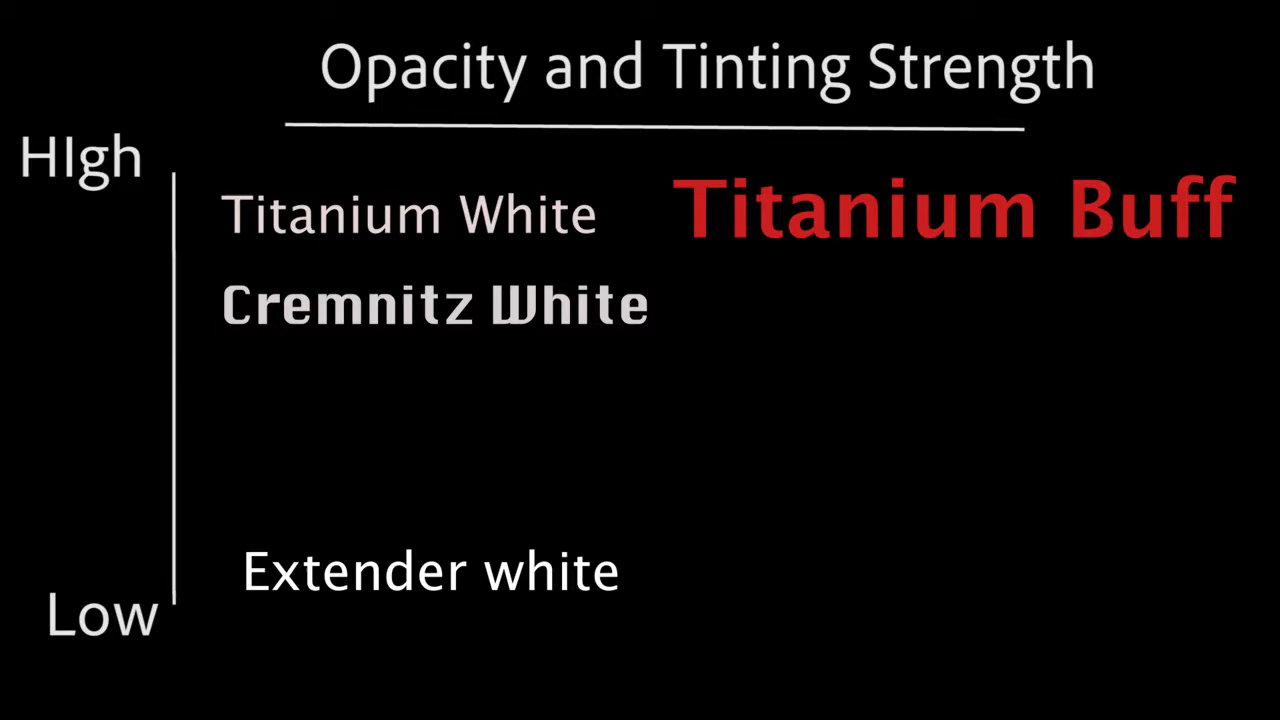 Opacity and Tinting Strength
HIgh
Titanium White Titanium Buff
Cremnitz White
Extender white
Low